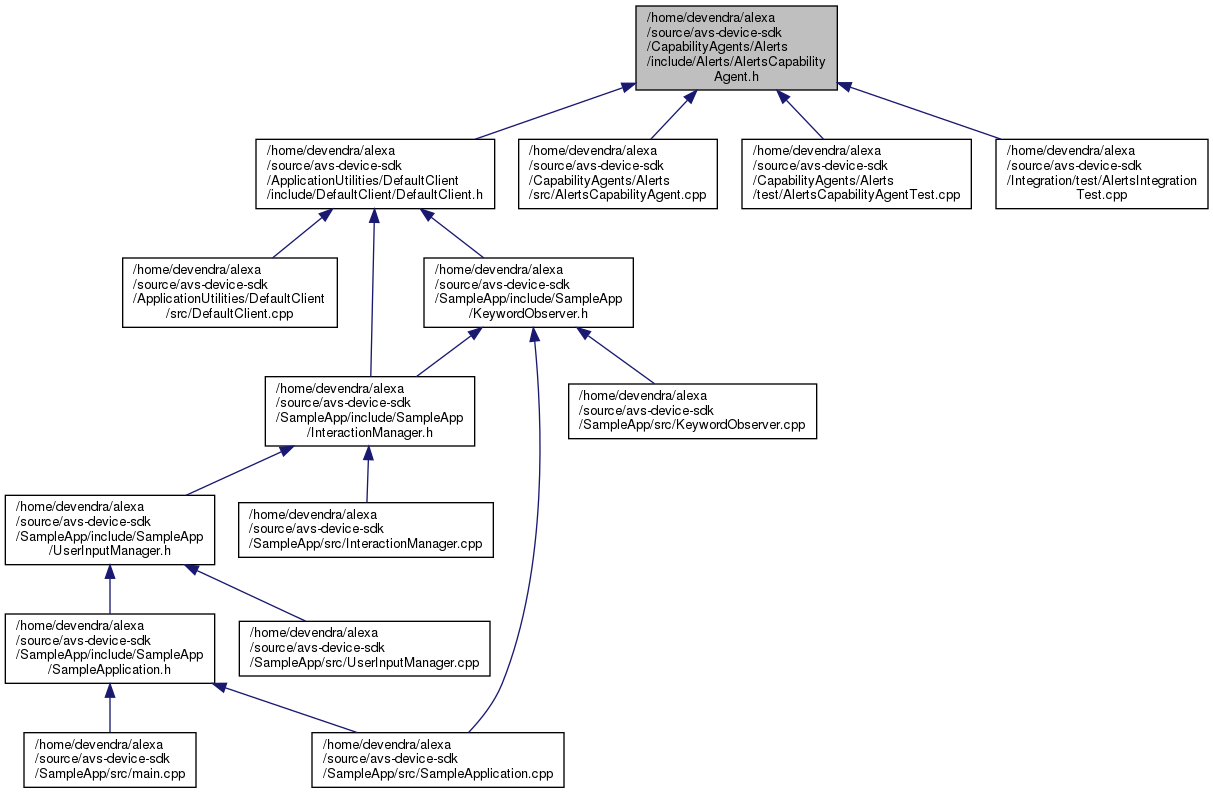 /home/devendra/alexa
/source/avs-device-sdk
/CapabilityAgents/Alerts
/include/Alerts/AlertsCapability
Agent.h
/home/devendra/alexa
/source/avs-device-sdk
/ApplicationUtilities/DefaultClient
/include/DefaultClient/DefaultClient.h
/home/devendra/alexa
/source/avs-device-sdk
/CapabilityAgents/Alerts
/src/AlertsCapabilityAgent.cpp
/home/devendra/alexa
/source/avs-device-sdk
/CapabilityAgents/Alerts
/test/AlertsCapabilityAgentTest.cpp
/home/devendra/alexa
/source/avs-device-sdk
/Integration/test/AlertsIntegration
Test.cpp
/home/devendra/alexa
/source/avs-device-sdk
/ApplicationUtilities/DefaultClient
/src/DefaultClient.cpp
/home/devendra/alexa
/source/avs-device-sdk
/SampleApp/include/SampleApp
/KeywordObserver.h
/home/devendra/alexa
/source/avs-device-sdk
/SampleApp/include/SampleApp
/InteractionManager.h
/home/devendra/alexa
/source/avs-device-sdk
/SampleApp/src/KeywordObserver.cpp
/home/devendra/alexa
/source/avs-device-sdk
/SampleApp/include/SampleApp
/UserInputManager.h
/home/devendra/alexa
/source/avs-device-sdk
/SampleApp/src/InteractionManager.cpp
/home/devendra/alexa
/source/avs-device-sdk
/SampleApp/include/SampleApp
/SampleApplication.h
/home/devendra/alexa
/source/avs-device-sdk
/SampleApp/src/UserInputManager.cpp
/home/devendra/alexa
/source/avs-device-sdk
/SampleApp/src/main.cpp
/home/devendra/alexa
/source/avs-device-sdk
/SampleApp/src/SampleApplication.cpp